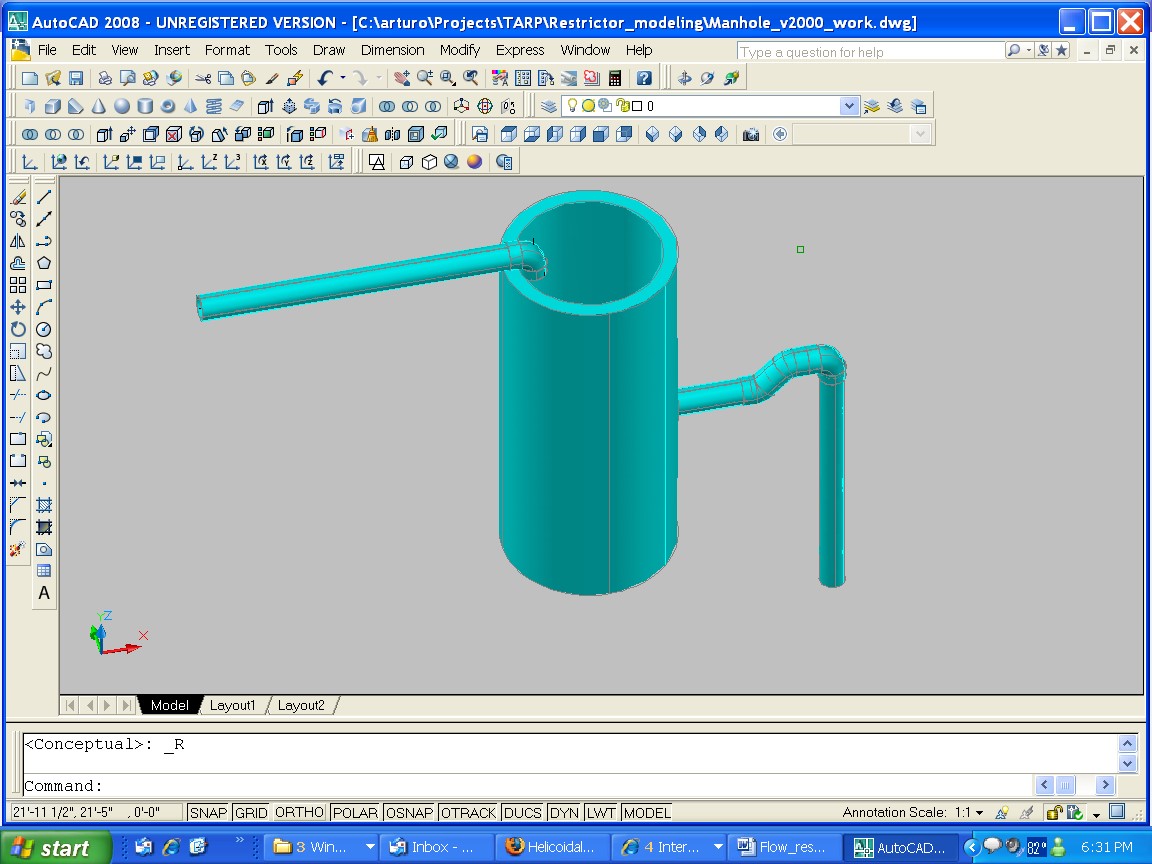 AutoCAD 2008 - UNREGISTERED VERSION - [C:\arturo\Projects\TARP\Restrictor_modeling\Manhole_v2000_work.dwg]
File Edit View Insert Format Tools Draw Dimension Modify Express Window Help Type a question for help
0
A
YZ
X
Model Layout1 Layout2
<Conceptual>: _R
Command:
21'-11 1/2", 21'-5" , 0'-0" SNAP GRID ORTHO POLAR OSNAP OTRACK DUCS DYN LWT MODEL Annotation Scale: 1:1
start 3 Win... Inbox - ... Helicoidal... 4 Inter... Flow_res... AutoCAD... 82° 6:31 PM